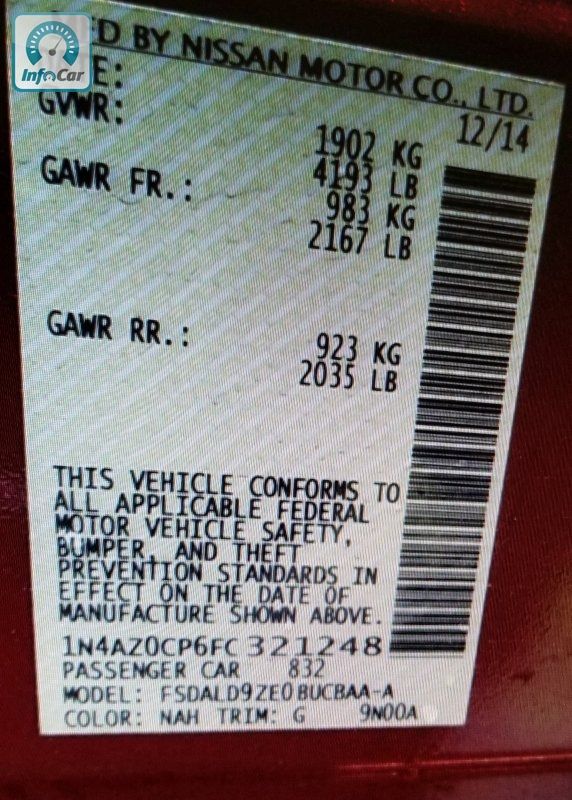 InfoCar
ED BY NISSAN MOTOR CO., LTD.
E: 12/14
GVWR: 1902 KG
4193 LB
GAWR FR.: 983 KG
2167 LB
GAWR RR.: 923 KG
2035 LB
THIS VEHICLE CONFORMS TO
ALL APPLICABLE FEDERAL
MOTOR VEHICLE SAFETY,
BUMPER, AND THEFT
PREVENTION STANDARDS IN
EFFECT ON THE DATE OF
MANUFACTURE SHOWN ABOVE.
1N4AZ0CP6FC321248
PASSENGER CAR 832
MODEL: FSDALD9ZE0BUCBAA-A
COLOR: NAH TRIM: G 9N00A